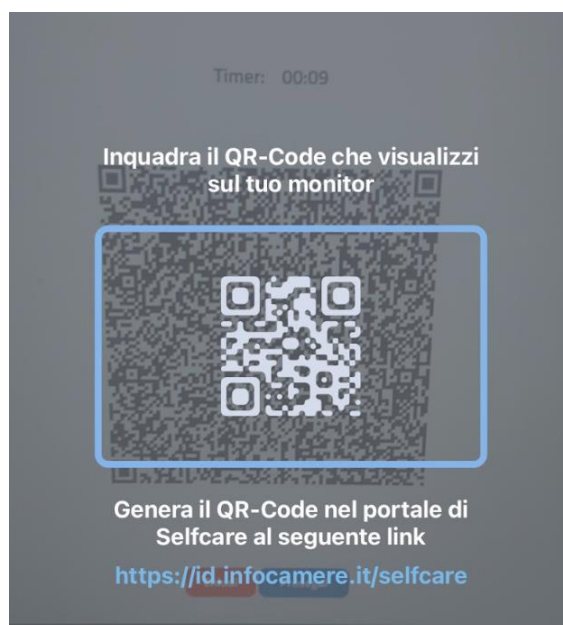 Timer: 00:09
Inquadra il QR-Code che visualizzi
sul tuo monitor
Genera il QR-Code nel portale di
Selfcare al seguente link
https://id.infocamere.it/selfcare